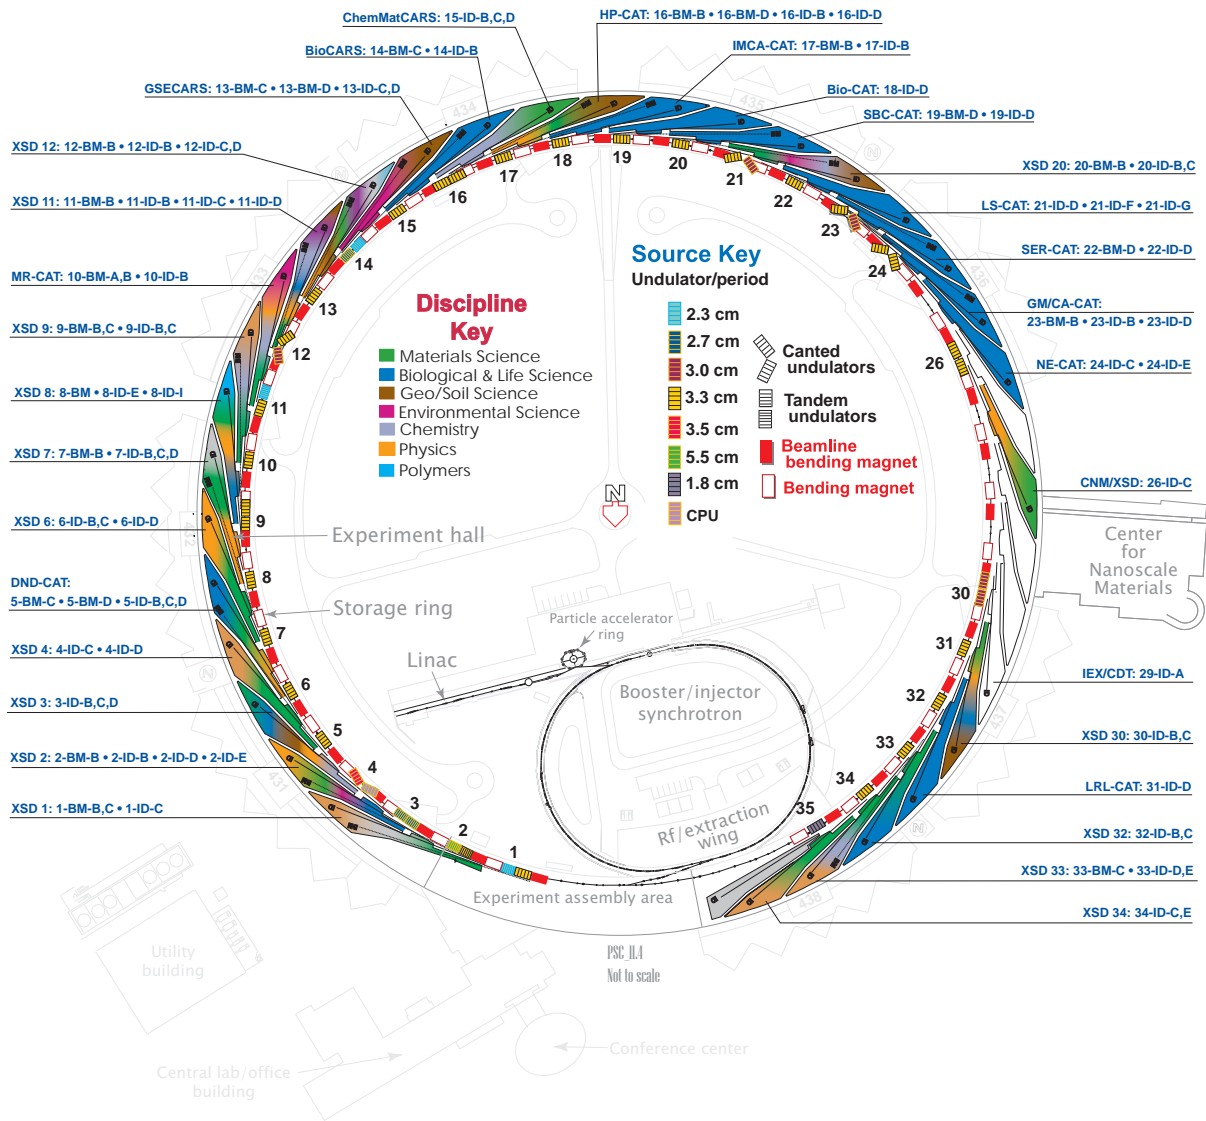 ChemMatCARS: 15-ID-B,C,D
HP-CAT: 16-BM-B • 16-BM-D • 16-ID-B • 16-ID-D
BioCARS: 14-BM-C • 14-ID-B
IMCA-CAT: 17-BM-B • 17-ID-B
GSECARS: 13-BM-C • 13-BM-D • 13-ID-C,D
Bio-CAT: 18-ID-D
SBC-CAT: 19-BM-D • 19-ID-D
XSD 12: 12-BM-B • 12-ID-B • 12-ID-C,D
XSD 20: 20-BM-B • 20-ID-B,C
XSD 11: 11-BM-B • 11-ID-B • 11-ID-C • 11-ID-D
LS-CAT: 21-ID-D • 21-ID-F • 21-ID-G
SER-CAT: 22-BM-D • 22-ID-D
MR-CAT: 10-BM-A,B • 10-ID-B
GM/CA-CAT:
23-BM-B • 23-ID-B • 23-ID-D
XSD 9: 9-BM-B,C • 9-ID-B,C
NE-CAT: 24-ID-C • 24-ID-E
XSD 8: 8-BM • 8-ID-E • 8-ID-I
XSD 7: 7-BM-B • 7-ID-B,C,D
CNM/XSD: 26-ID-C
XSD 6: 6-ID-B,C • 6-ID-D
DND-CAT:
5-BM-C • 5-BM-D • 5-ID-B,C,D
XSD 4: 4-ID-C • 4-ID-D
IEX/CDT: 29-ID-A
XSD 3: 3-ID-B,C,D
XSD 30: 30-ID-B,C
XSD 2: 2-BM-B • 2-ID-B • 2-ID-D • 2-ID-E
LRL-CAT: 31-ID-D
XSD 1: 1-BM-B,C • 1-ID-C
XSD 32: 32-ID-B,C
XSD 33: 33-BM-C • 33-ID-D,E
XSD 34: 34-ID-C,E
434
435
433
436
432
431
437
438
N
N
N
N
1
2
3
4
5
6
7
8
9
10
11
12
13
14
15
16
17
18
19
20
21
22
23
24
26
30
31
32
33
34
35
Discipline
Key
Materials Science
Biological & Life Science
Geo/Soil Science
Environmental Science
Chemistry
Physics
Polymers
Source Key
Undulator/period
2.3 cm
2.7 cm
3.0 cm
3.3 cm
3.5 cm
5.5 cm
1.8 cm
CPU
Canted
undulators
Tandem
undulators
Beamline
bending magnet
Bending magnet
N
Experiment hall
Storage ring
Linac
Particle accelerator
ring
Booster/injector
synchrotron
Rf/extraction
wing
Center
for
Nanoscale
Materials
Experiment assembly area
PSC_II.4
Not to scale
Utility
building
Conference center
Central lab/office
building